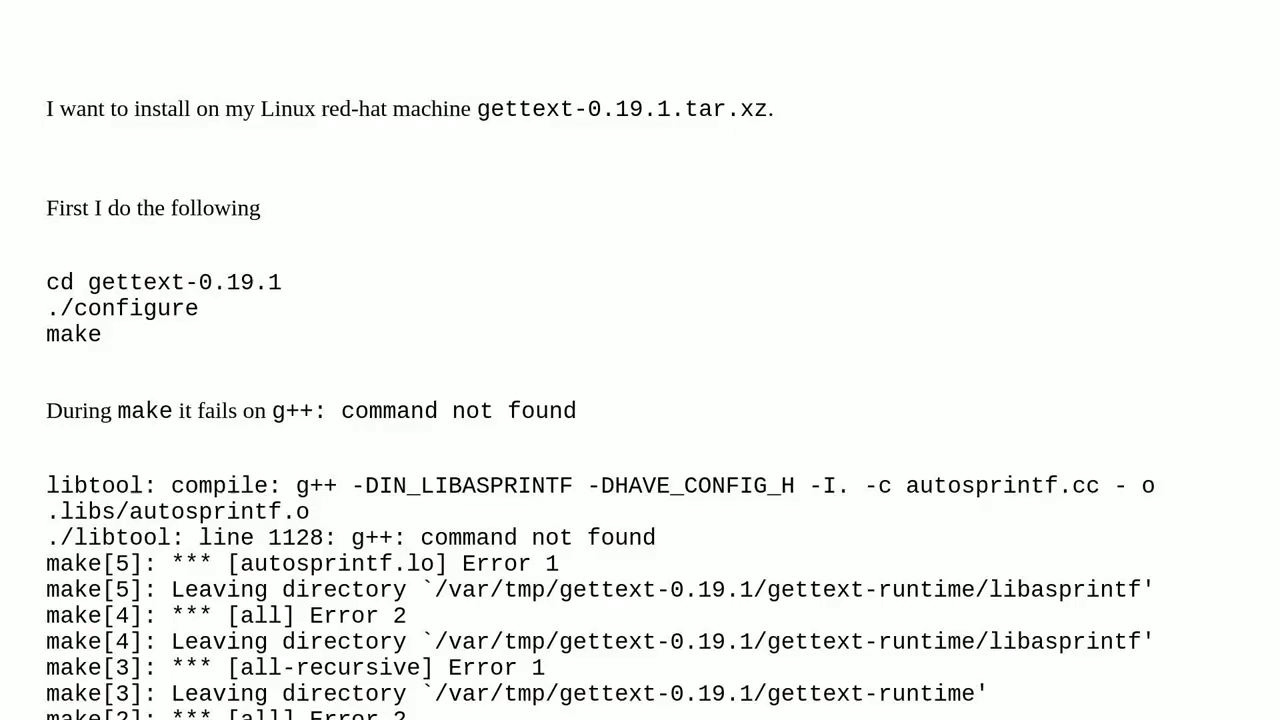 I want to install on my Linux red-hat machine gettext-0.19.1.tar.xz.
First I do the following
cd gettext-0.19.1
./configure
make
During make it fails on g++: command not found
libtool: compile: g++ -DIN_LIBASPRINTF -DHAVE_CONFIG_H -I. -c autosprintf.cc - o
.libs/autosprintf.o
./libtool: line 1128: g++: command not found
make[5]: *** [autosprintf.lo] Error 1
make[5]: Leaving directory `/var/tmp/gettext-0.19.1/gettext-runtime/libasprintf'
make[4]: *** [all] Error 2
make[4]: Leaving directory `/var/tmp/gettext-0.19.1/gettext-runtime/libasprintf'
make[3]: *** [all-recursive] Error 1
make[3]: Leaving directory `/var/tmp/gettext-0.19.1/gettext-runtime'
make[2]: *** [all] Error 2